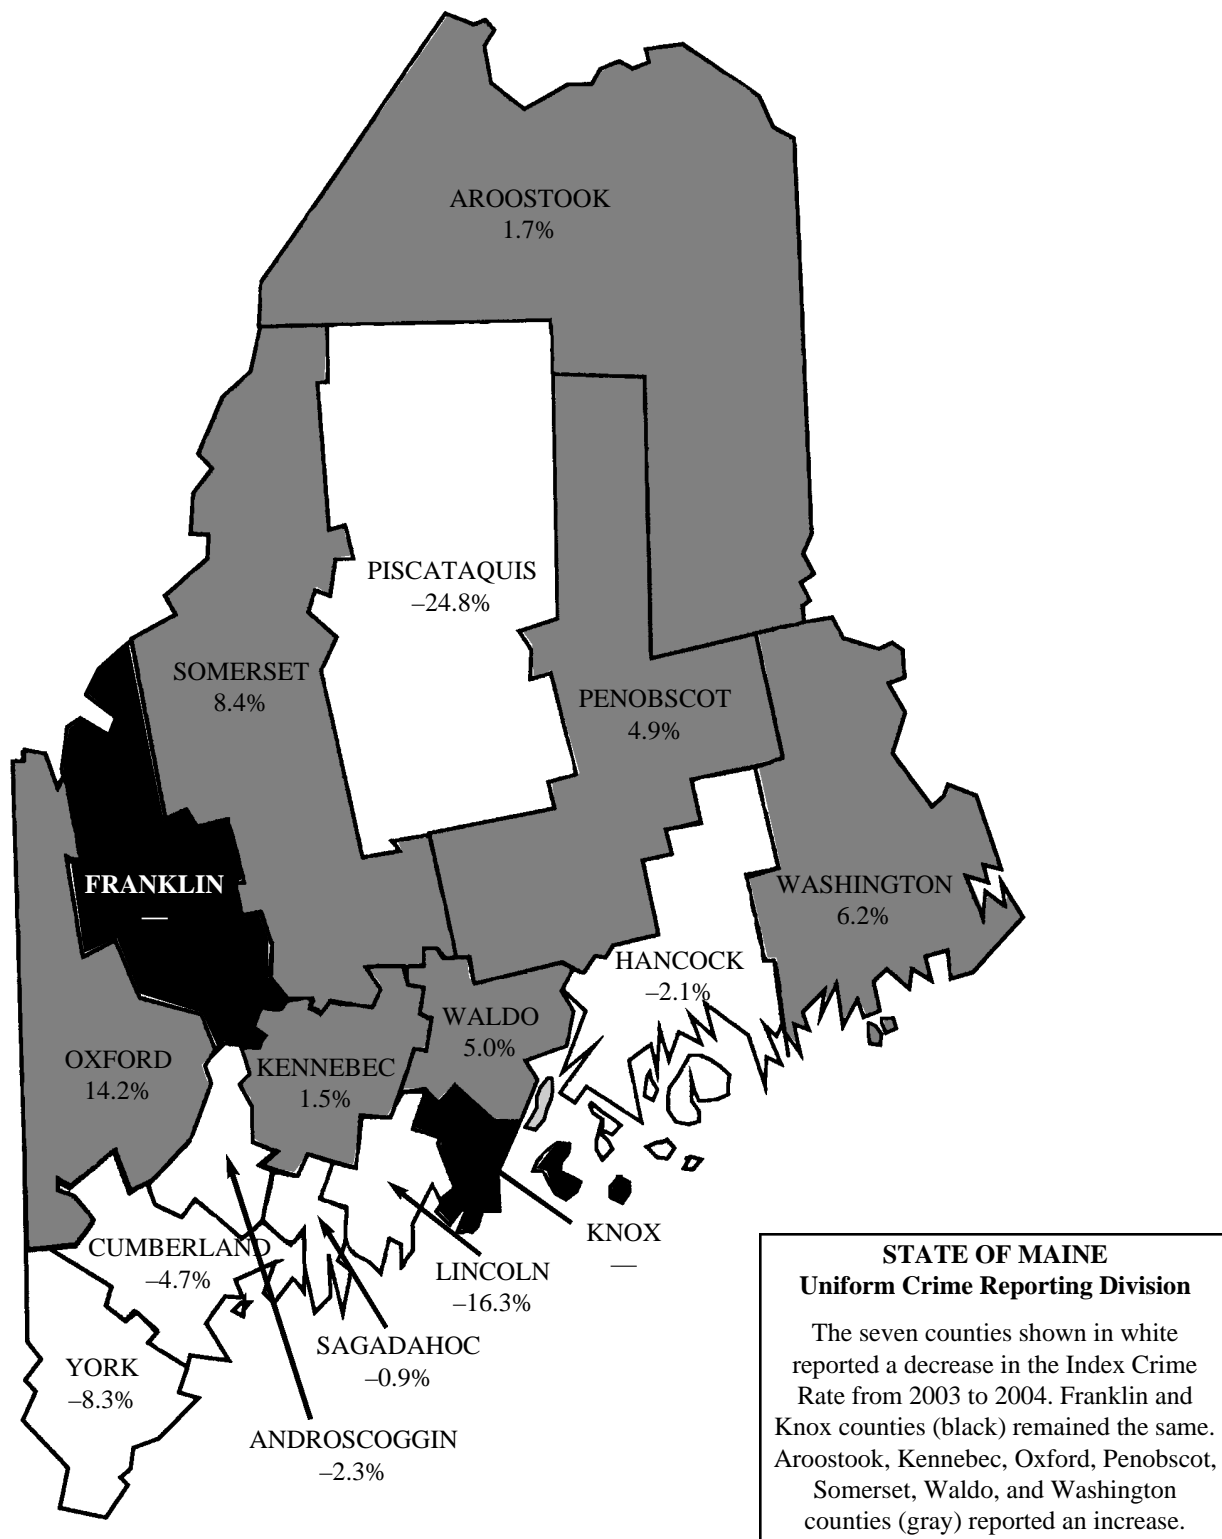 AROOSTOOK
1.7%
PISCATAQUIS
–24.8%
SOMERSET
8.4%
PENOBSCOT
4.9%
FRANKLIN
—
WASHINGTON
6.2%
HANCOCK
–2.1%
WALDO
5.0%
OXFORD
14.2%
KENNEBEC
1.5%
KNOX
—
CUMBERLAND
–4.7%
LINCOLN
–16.3%
SAGADAHOC
–0.9%
YORK
–8.3%
ANDROSCOGGIN
–2.3%
STATE OF MAINE
Uniform Crime Reporting Division
The seven counties shown in white
reported a decrease in the Index Crime
Rate from 2003 to 2004. Franklin and
Knox counties (black) remained the same.
Aroostook, Kennebec, Oxford, Penobscot,
Somerset, Waldo, and Washington
counties (gray) reported an increase.